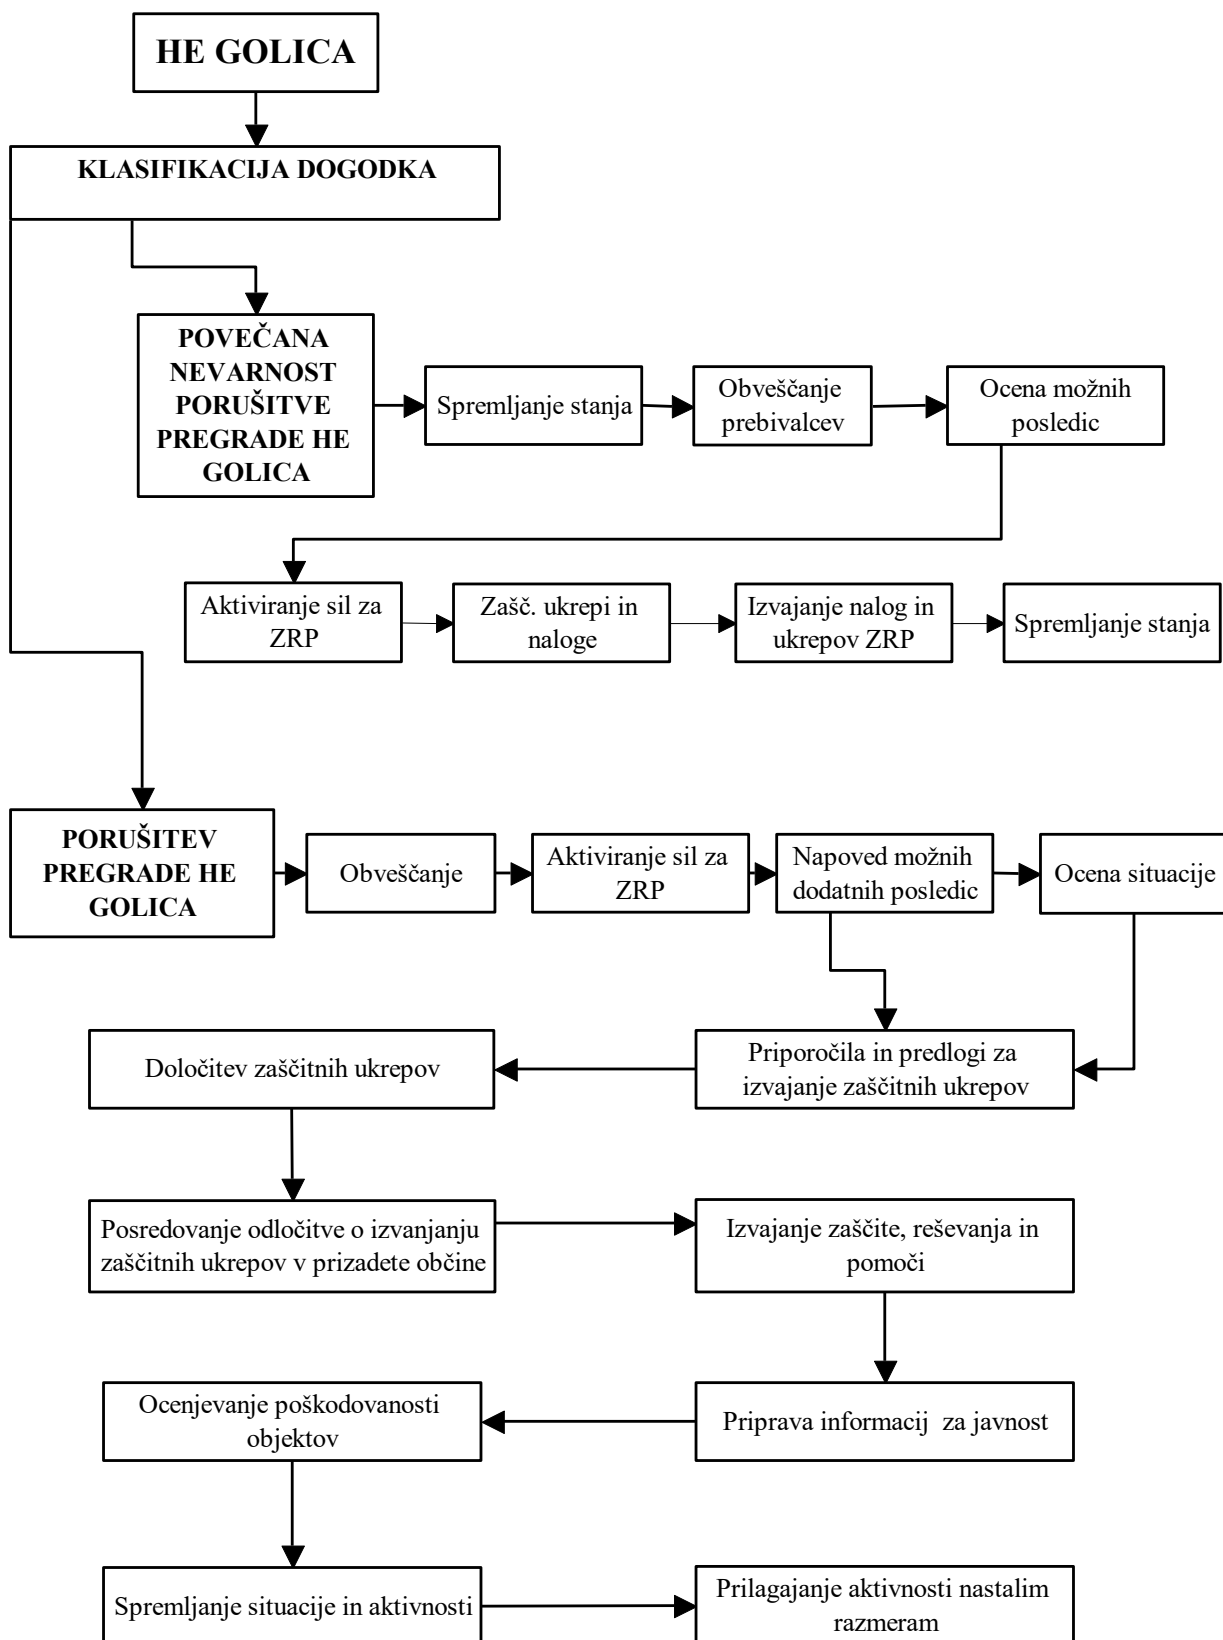 HE GOLICA
KLASIFIKACIJA DOGODKA
POVEČANA
NEVARNOST
PORUŠITVE
PREGRADE HE
GOLICA
Spremljanje stanja
Obveščanje
prebivalcev
Ocena možnih
posledic
Aktiviranje sil za
ZRP
Zašč. ukrepi in
naloge
Izvajanje nalog in
ukrepov ZRP
Spremljanje stanja
PORUŠITEV
PREGRADE HE
GOLICA
Obveščanje
Aktiviranje sil za
ZRP
Napoved možnih
dodatnih posledic
Ocena situacije
Določitev zaščitnih ukrepov
Priporočila in predlogi za
izvajanje zaščitnih ukrepov
Posredovanje odločitve o izvanjanju
zaščitnih ukrepov v prizadete občine
Izvajanje zaščite, reševanja in
pomoči
Ocenjevanje poškodovanosti
objektov
Priprava informacij  za javnost
Spremljanje situacije in aktivnosti
Prilagajanje aktivnosti nastalim
razmeram